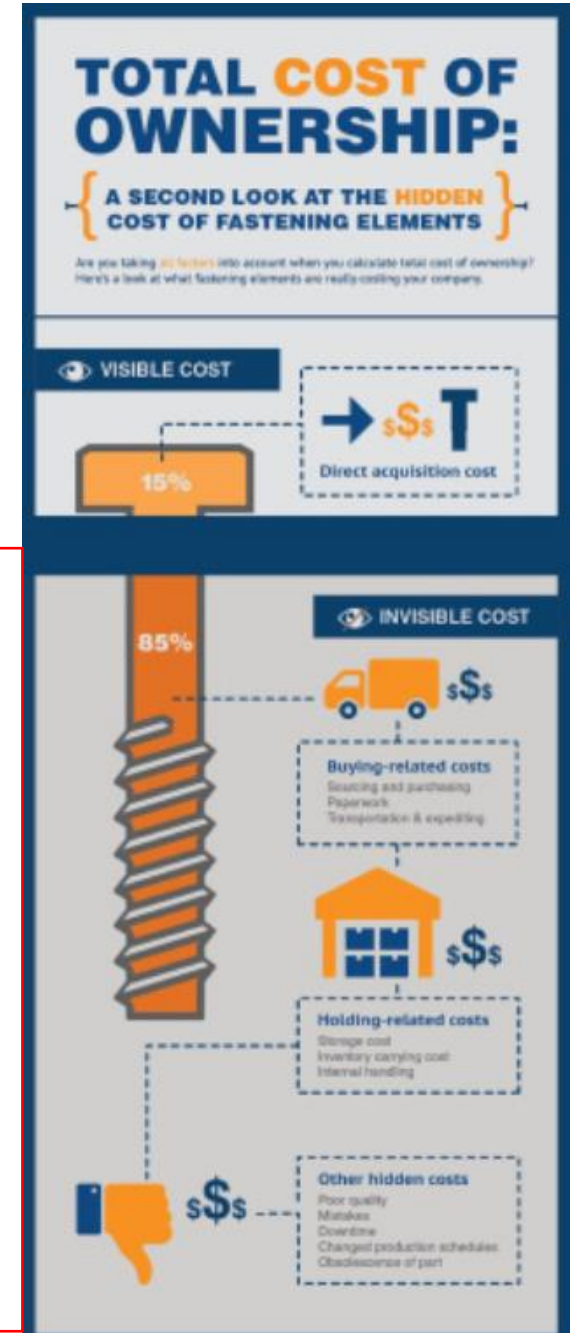 TOTAL COST OF
OWNERSHIP:
A SECOND LOOK AT THE HIDDEN
COST OF FASTENING ELEMENTS
Are you taking all factors into account when you calculate total cost of ownership?
Here's a look at what fastening elements are really costing your company.
VISIBLE COST
$$$
Direct acquisition cost
15%
INVISIBLE COST
85%
$$$
Buying-related costs
Sourcing and purchasing
Paperwork
Transportation & expediting
$$$
Holding-related costs
Storage cost
Inventory carrying cost
Internal handling
$$$
Other hidden costs
Poor quality
Mistakes
Downtime
Changed production schedules
Obsolescence of part